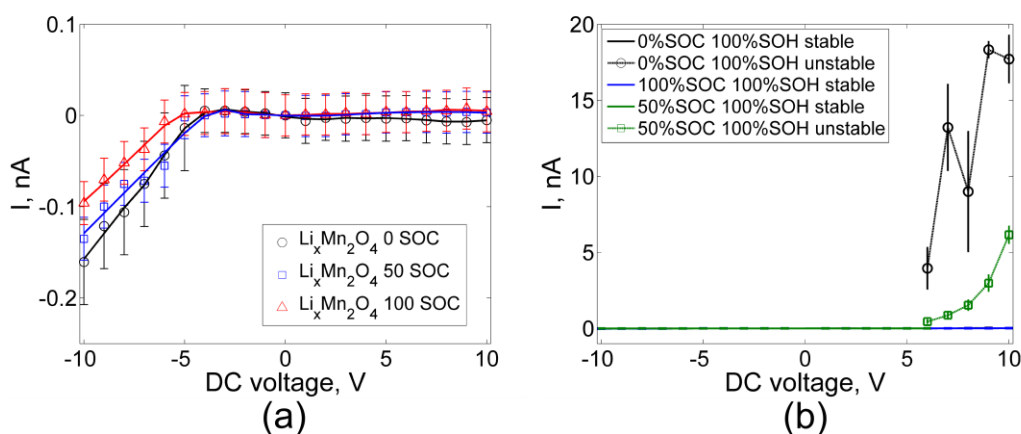 0.1
0
-0.1
-0.2
I, nA
Li_xMn_2O_4 0 SOC
Li_xMn_2O_4 50 SOC
Li_xMn_2O_4 100 SOC
-10 -5 0 5 10
DC voltage, V
(a)
20
15
10
5
0
I, nA
0%SOC 100%SOH stable
0%SOC 100%SOH unstable
100%SOC 100%SOH stable
50%SOC 100%SOH stable
50%SOC 100%SOH unstable
-10 -5 0 5 10
DC voltage, V
(b)